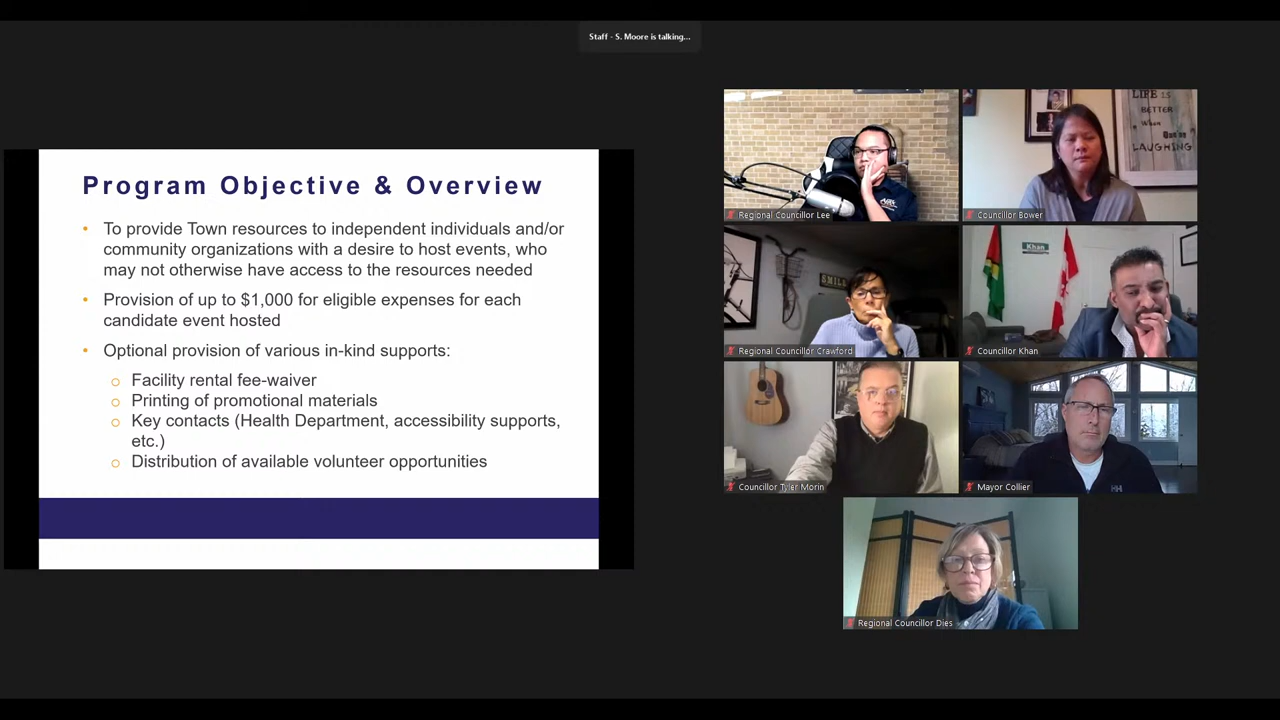 Staff - S. Moore is talking...
Program Objective & Overview
• To provide Town resources to independent individuals and/or
community organizations with a desire to host events, who
may not otherwise have access to the resources needed
• Provision of up to $1,000 for eligible expenses for each
candidate event hosted
• Optional provision of various in-kind supports:
o Facility rental fee-waiver
o Printing of promotional materials
o Key contacts (Health Department, accessibility supports,
etc.)
o Distribution of available volunteer opportunities
Regional Councillor Lee
LIFE IS
BETTER
When
LAUGHING
Councillor Bower
SMILE
Regional Councillor Crawford
Khan
Councillor Khan
Councillor Tyler Morin
HH
Mayor Collier
Regional Councillor Dies